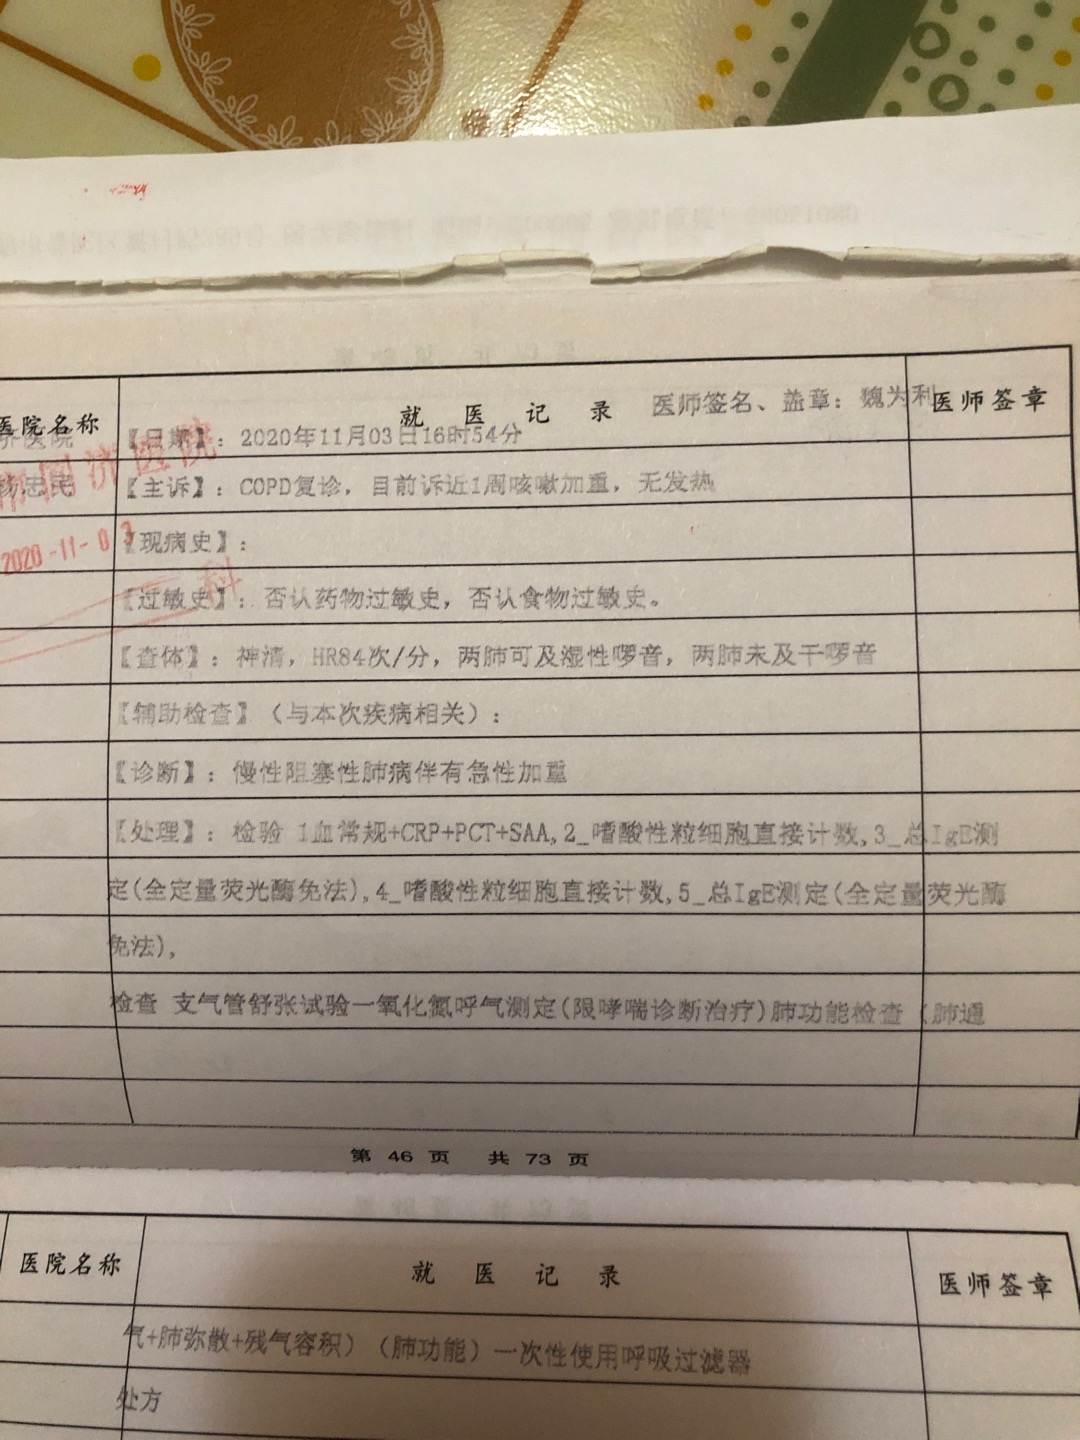 医院名称
就 医 记 录
医师签名、盖章：魏为利
医师签章
济医院
【日期】：2020年11月03日16时54分
杨忠民
【主诉】：COPD复诊，目前诉近1周咳嗽加重，无发热
2020-11-03
【现病史】：
科
【过敏史】：否认药物过敏史，否认食物过敏史。
【查体】：神清，HR84次/分，两肺可及湿性啰音，两肺未及干啰音
【辅助检查】（与本次疾病相关）：
【诊断】：慢性阻塞性肺病伴有急性加重
【处理】：检验 1血常规+CRP+PCT+SAA,2_嗜酸性粒细胞直接计数,3_总IgE测
定(全定量荧光酶免法),4_嗜酸性粒细胞直接计数,5_总IgE测定(全定量荧光酶
免法),
检查 支气管舒张试验一氧化氮呼气测定(限哮喘诊断治疗)肺功能检查（肺通
第 46 页 共 73 页
医院名称
就 医 记 录
医师签章
气+肺弥散+残气容积）（肺功能）一次性使用呼吸过滤器
处方